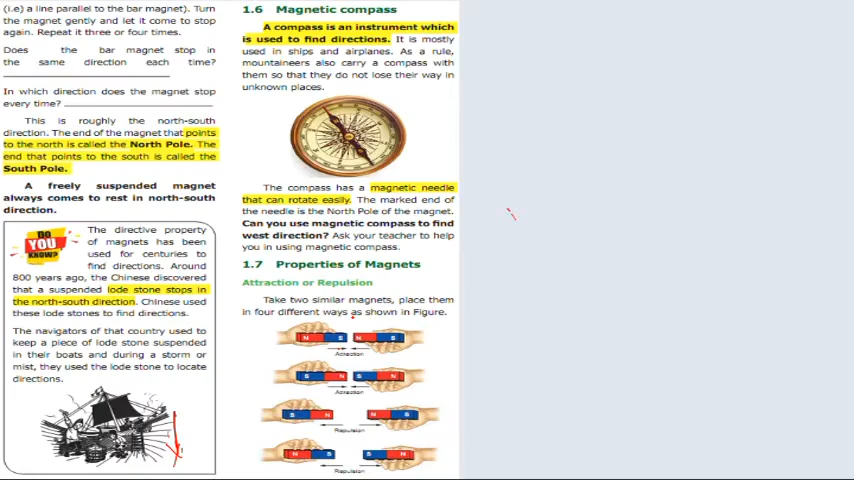 (i.e) a line parallel to the bar magnet). Turn
the magnet gently and let it come to stop
again. Repeat it three or four times.
Does the bar magnet stop in
the same direction each time?
In which direction does the magnet stop
every time?
This is roughly the north-south
direction. The end of the magnet that points
to the north is called the North Pole. The
end that points to the south is called the
South Pole.
A freely suspended magnet
always comes to rest in north-south
direction.
DO
YOU
KNOW?
The directive property
of magnets has been
used for centuries to
find directions. Around
800 years ago, the Chinese discovered
that a suspended lode stone stops in
the north-south direction. Chinese used
these lode stones to find directions.
The navigators of that country used to
keep a piece of lode stone suspended
in their boats and during a storm or
mist, they used the lode stone to locate
directions.
1.6 Magnetic compass
A compass is an instrument which
is used to find directions. It is mostly
used in ships and airplanes. As a rule,
mountaineers also carry a compass with
them so that they do not lose their way in
unknown places.
The compass has a magnetic needle
that can rotate easily. The marked end of
the needle is the North Pole of the magnet.
Can you use magnetic compass to find
west direction? Ask your teacher to help
you in using magnetic compass.
1.7 Properties of Magnets
Attraction or Repulsion
Take two similar magnets, place them
in four different ways as shown in Figure.
N S N S
Attraction
S N S N
Attraction
S N N S
Repulsion
N S S N
Repulsion